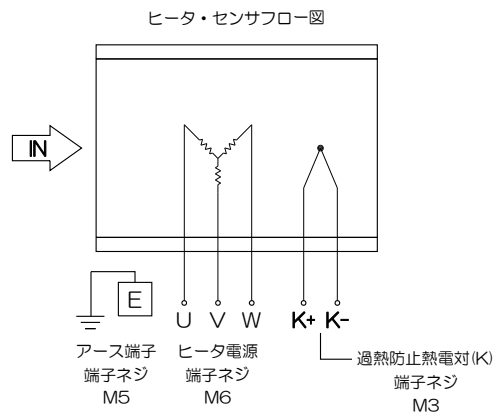 ヒータ・センサフロー図
IN
E
U V W K+ K-
アース端子
端子ネジ
M5
ヒータ電源
端子ネジ
M6
過熱防止熱電対(K)
端子ネジ
M3